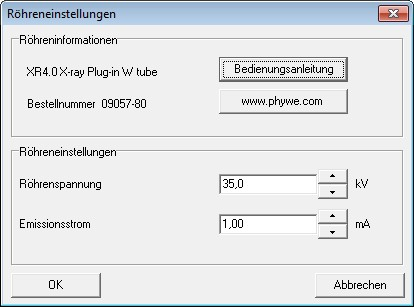 Röhreneinstellungen
Röhreninformationen
XR4.0 X-ray Plug-in W tube
Bedienungsanleitung
Bestellnummer 09057-80
www.phywe.com
Röhreneinstellungen
Röhrenspannung 35,0 kV
Emissionsstrom 1,00 mA
OK
Abbrechen